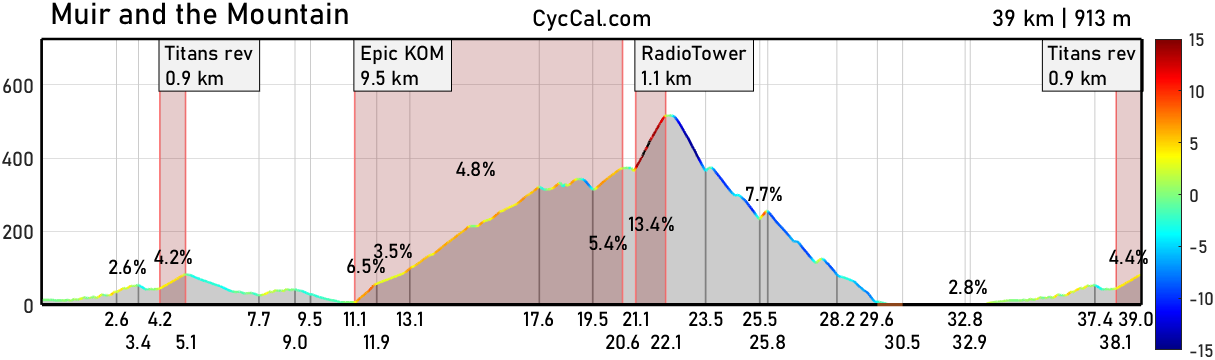 Muir and the Mountain
CycCal.com
39 km | 913 m
Titans rev
0.9 km
Epic KOM
9.5 km
RadioTower
1.1 km
Titans rev
0.9 km
600
400
200
0
2.6%
4.2%
6.5%
3.5%
4.8%
5.4%
13.4%
7.7%
2.8%
4.4%
2.6 4.2 7.7 9.5 11.1 13.1 17.6 19.5 21.1 23.5 25.5 28.2 29.6 32.8 37.4 39.0
3.4 5.1 9.0 11.9 20.6 22.1 25.8 30.5 32.9 38.1
15
10
5
0
−5
−10
−15